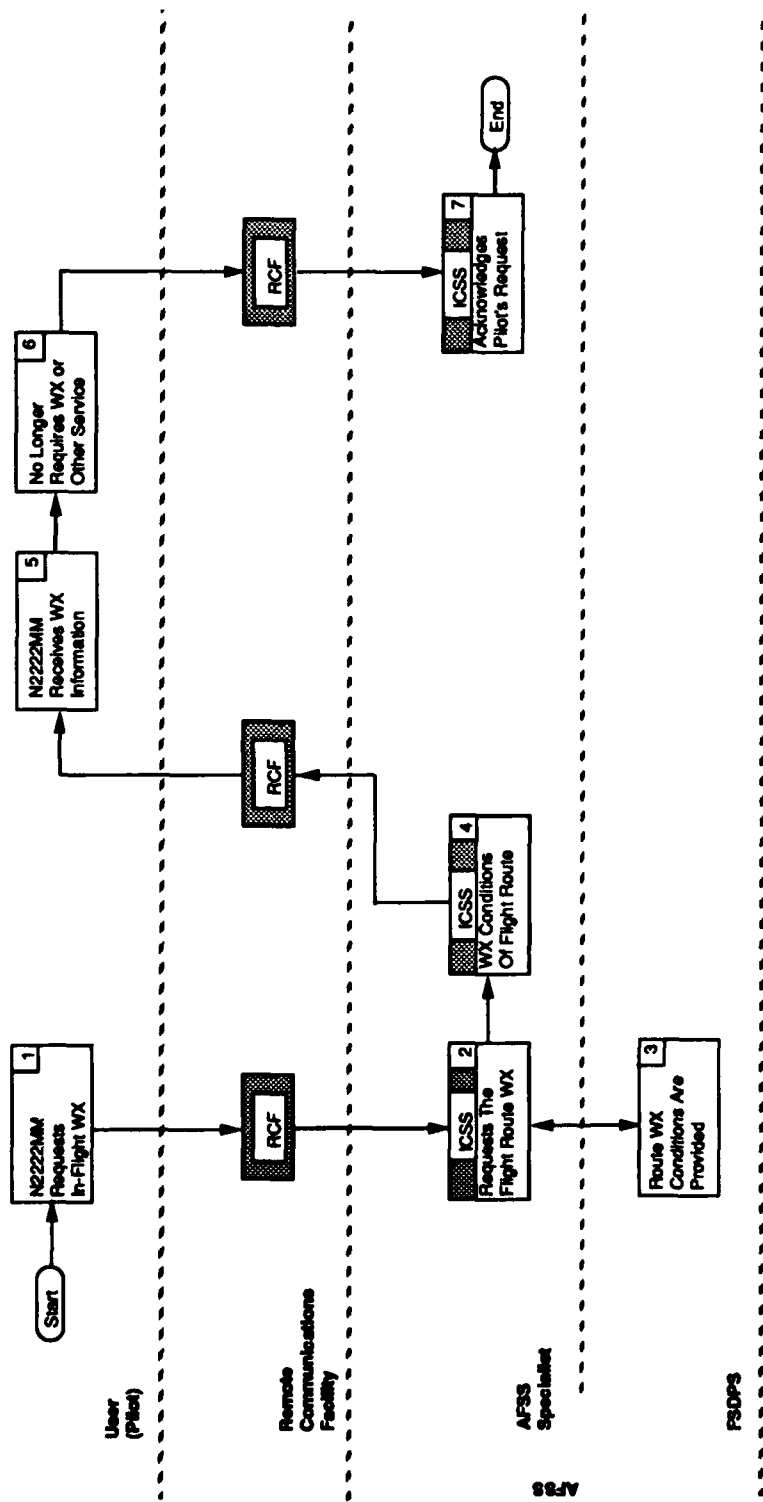 User
(Pilot)
Start
1
N2222MM
Requests
In-Flight WX
5
N2222MM
Receives WX
Information
6
No Longer
Requires WX or
Other Service
Remote
Communications
Facility
RCF
RCF
RCF
AFSS
AFSS
Specialist
ICSS
2
Requests The
Flight Route WX
ICSS
4
WX Conditions
Of Flight Route
ICSS
7
Acknowledges
Pilot's Request
End
FSDPS
3
Route WX
Conditions Are
Provided